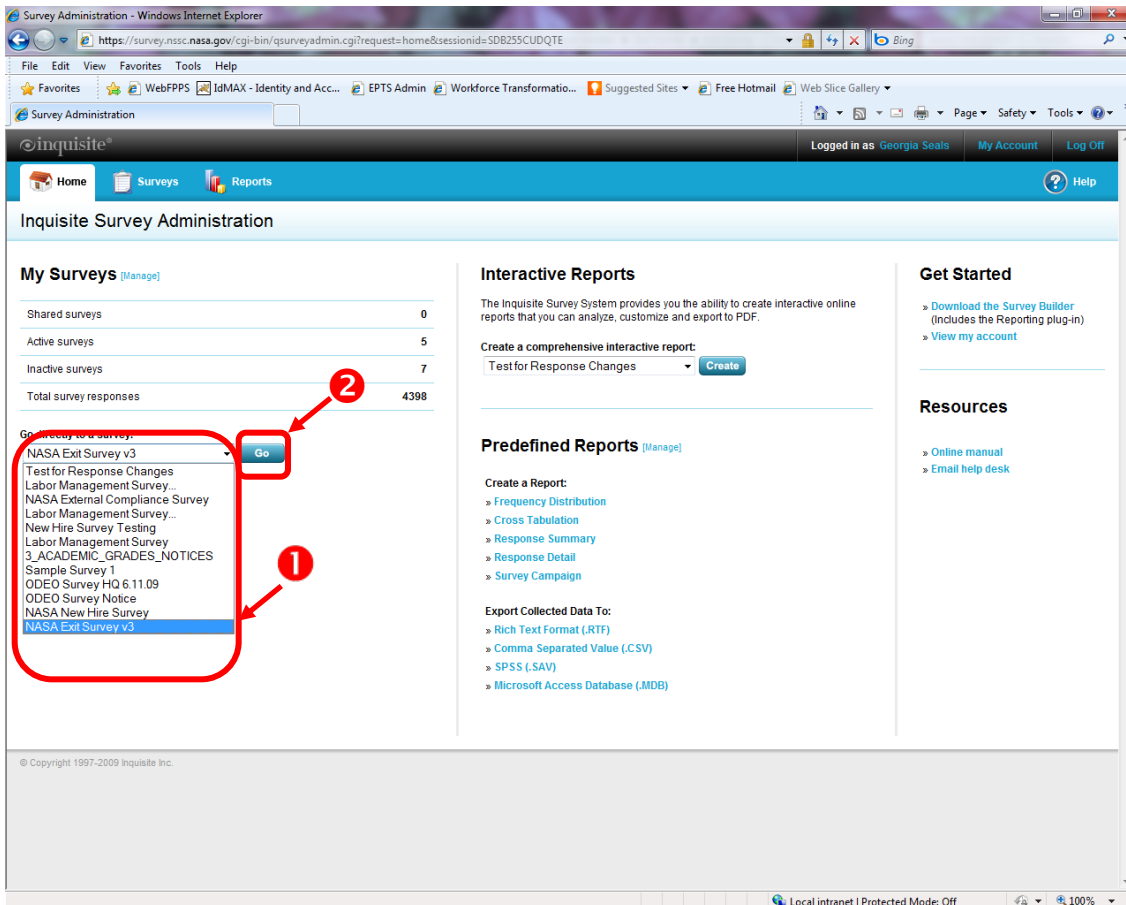 Survey Administration - Windows Internet Explorer
https://survey.nssc.nasa.gov/cgi-bin/qsurveyadmin.cgi?request=home&sessionid=SDB255CUDQTE
Bing
File Edit View Favorites Tools Help
Favorites WebFPPS IdMAX - Identity and Acc... EPTS Admin Workforce Transformatio... Suggested Sites Free Hotmail Web Slice Gallery
Survey Administration
Page Safety Tools
inquisite®
Logged in as Georgia Seals My Account Log Off
Home Surveys Reports Help
Inquisite Survey Administration
My Surveys [Manage]
Shared surveys 0
Active surveys 5
Inactive surveys 7
Total survey responses 4398
2
Go directly to a survey:
NASA Exit Survey v3 Go
Test for Response Changes
Labor Management Survey...
NASA External Compliance Survey
Labor Management Survey...
New Hire Survey Testing
Labor Management Survey
3_ACADEMIC_GRADES_NOTICES
Sample Survey 1
ODEO Survey HQ 6.11.09
ODEO Survey Notice
NASA New Hire Survey
NASA Exit Survey v3
1
Interactive Reports
The Inquisite Survey System provides you the ability to create interactive online
reports that you can analyze, customize and export to PDF.
Create a comprehensive interactive report:
Test for Response Changes Create
Predefined Reports [Manage]
Create a Report:
» Frequency Distribution
» Cross Tabulation
» Response Summary
» Response Detail
» Survey Campaign
Export Collected Data To:
» Rich Text Format (.RTF)
» Comma Separated Value (.CSV)
» SPSS (.SAV)
» Microsoft Access Database (.MDB)
Get Started
» Download the Survey Builder
(Includes the Reporting plug-in)
» View my account
Resources
» Online manual
» Email help desk
© Copyright 1997-2009 Inquisite Inc.
Local intranet | Protected Mode: Off 100%